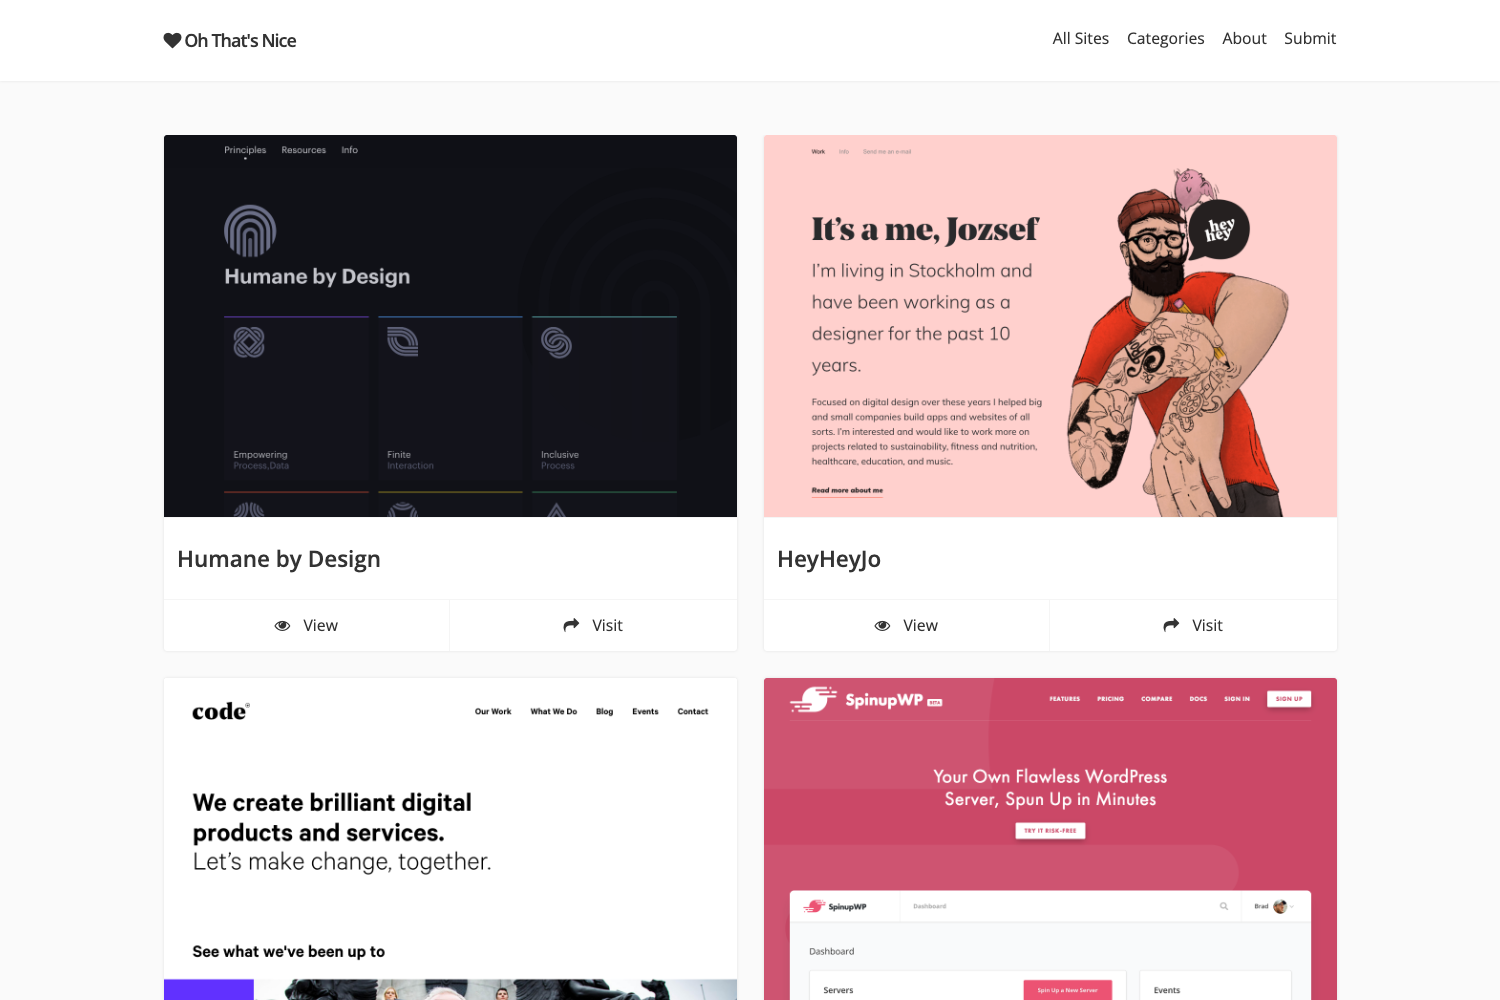 Oh That's Nice
All Sites
Categories
About
Submit
Principles
Resources
Info
Humane by Design
Empowering
Process,Data
Finite
Interaction
Inclusive
Process
Humane by Design
View
Visit
Work
Info
Send me an e-mail
hey
hey
It's a me, Jozsef
I'm living in Stockholm and
have been working as a
designer for the past 10
years.
Focused on digital design over these years I helped big
and small companies build apps and websites of all
sorts. I'm interested and would like to work more on
projects related to sustainability, fitness and nutrition,
healthcare, education, and music.
Read more about me
HeyHeyJo
View
Visit
code
Our Work
What We Do
Blog
Events
Contact
We create brilliant digital
products and services.
Let's make change, together.
See what we've been up to
SpinupWP BETA
FEATURES
PRICING
COMPARE
DOCS
SIGN IN
SIGN UP
Your Own Flawless WordPress
Server, Spun Up in Minutes
TRY IT RISK-FREE
SpinupWP
Dashboard
Brad
Dashboard
Servers
Spin Up a New Server
Events